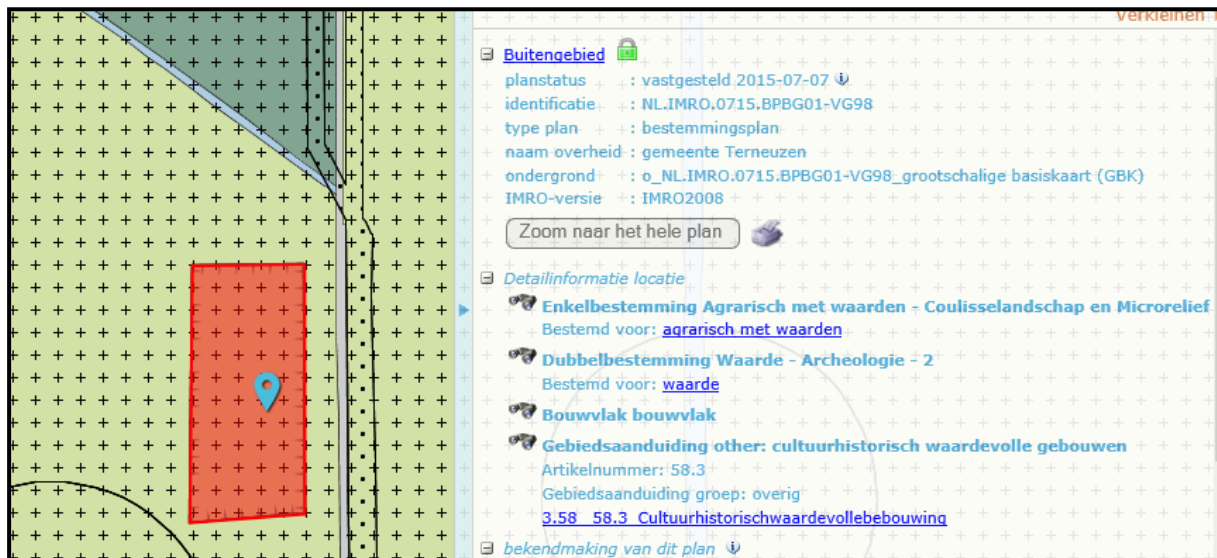 Verkleinen
Buitengebied
planstatus : vastgesteld 2015-07-07
identificatie : NL.IMRO.0715.BPBG01-VG98
type plan : bestemmingsplan
naam overheid : gemeente Terneuzen
ondergrond : o_NL.IMRO.0715.BPBG01-VG98_grootschalige basiskaart (GBK)
IMRO-versie : IMRO2008
Zoom naar het hele plan
Detailinformatie locatie
Enkelbestemming Agrarisch met waarden - Coulisselandschap en Microrelief
Bestemd voor: agrarisch met waarden
Dubbelbestemming Waarde - Archeologie - 2
Bestemd voor: waarde
Bouwvlak bouwvlak
Gebiedsaanduiding other: cultuurhistorisch waardevolle gebouwen
Artikelnummer: 58.3
Gebiedsaanduiding groep: overig
3.58 58.3 Cultuurhistorischwaardevollebebouwing
bekendmaking van dit plan